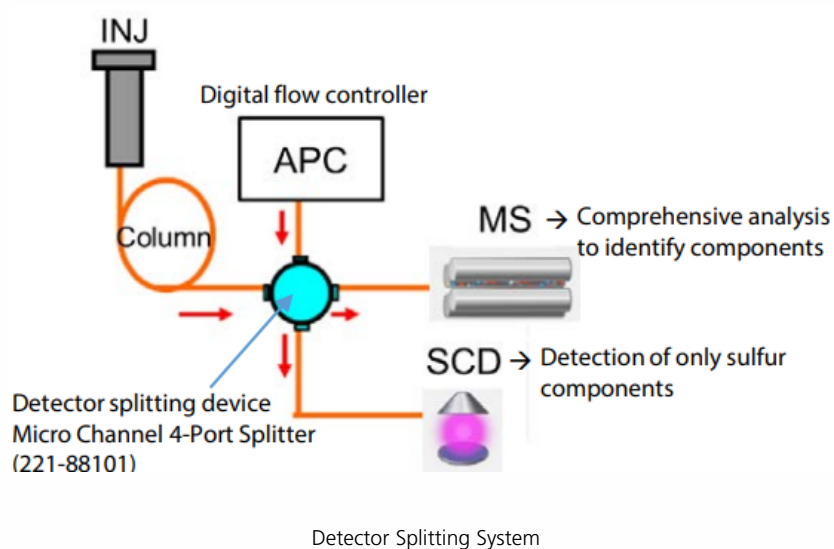 INJ
Digital flow controller
APC
Column
MS → Comprehensive analysis
to identify components
SCD → Detection of only sulfur
components
Detector splitting device
Micro Channel 4-Port Splitter
(221-88101)
Detector Splitting System